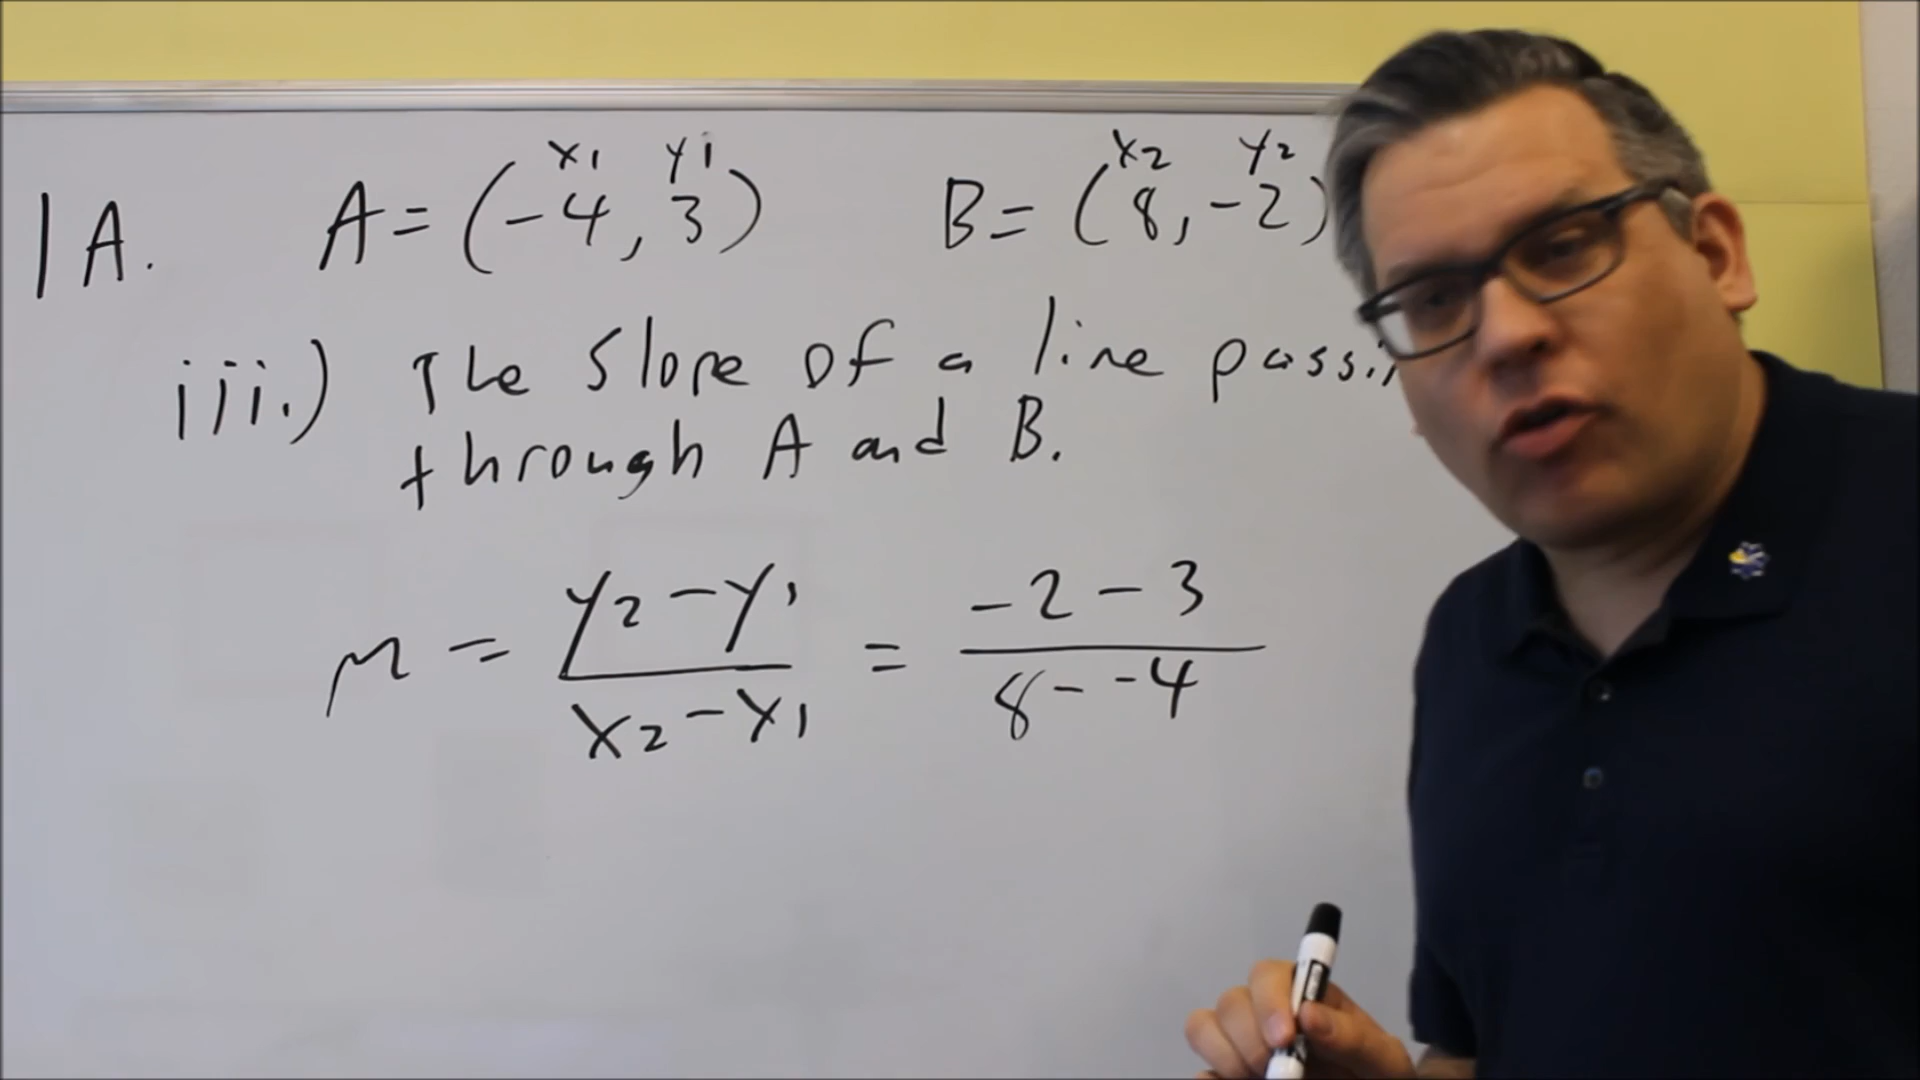 x1 y1 x2 y2
1A. A = (-4, 3) B = (8, -2)
iii.) The slope of a line
through A and B.
y2 - y1 -2 - 3
m = =
x2 - x1 8 - -4